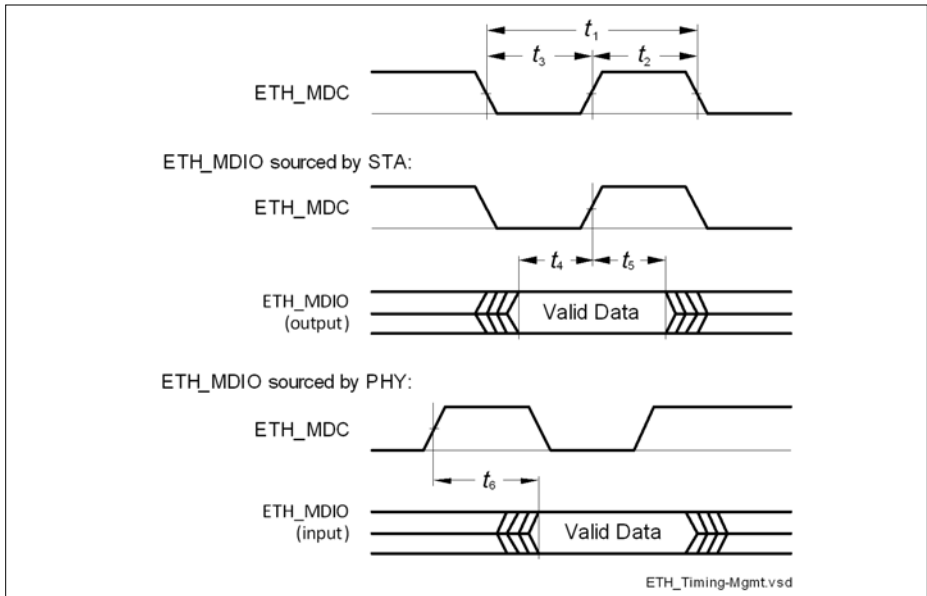 t1
t3 t2
ETH_MDC
ETH_MDIO sourced by STA:
ETH_MDC
t4 t5
ETH_MDIO
(output)
Valid Data
ETH_MDIO sourced by PHY:
ETH_MDC
t6
ETH_MDIO
(input)
Valid Data
ETH_Timing-Mgmt.vsd